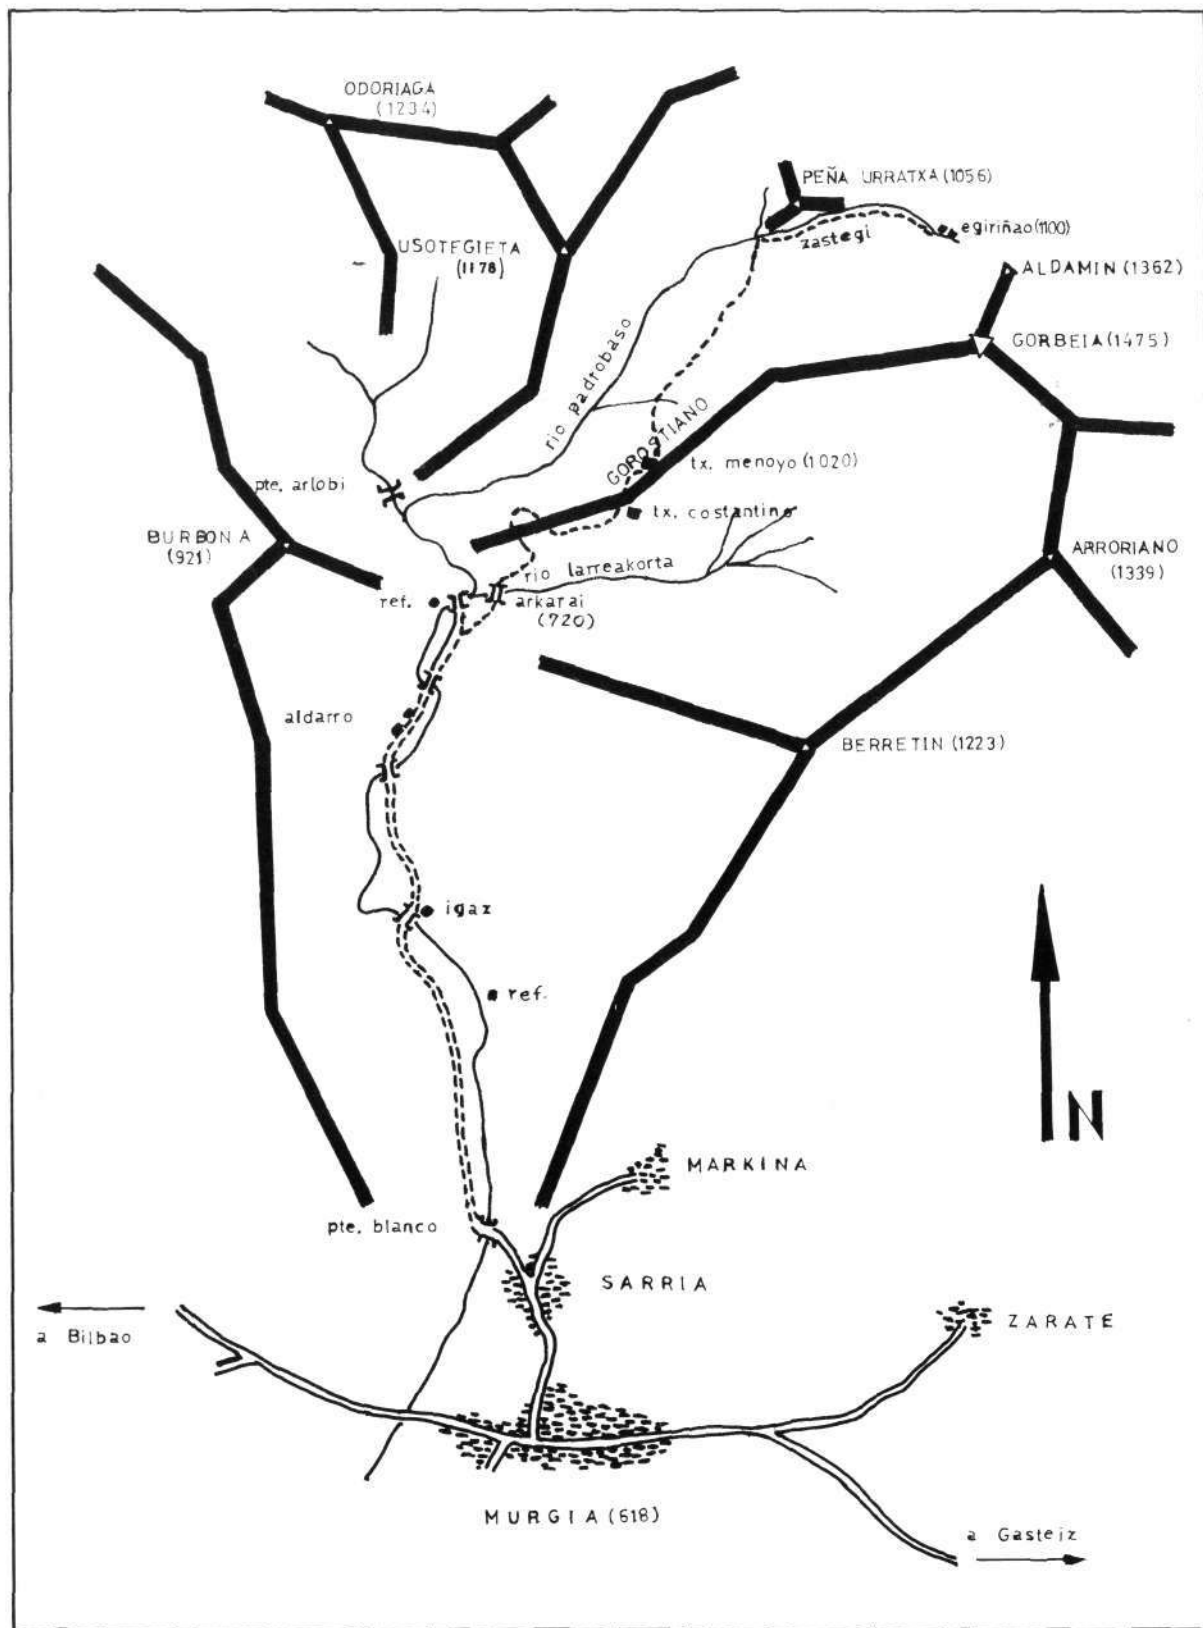 ODORIAGA
(1234)
PEÑA URRATXA (1056)
egiriñao (1100)
zastegi
USOTEGIETA
(1178)
ALDAMIN (1362)
GORBEIA (1475)
rio padrobaso
GOROSTIANO
tx. menoyo (1020)
pte. arlobi
tx. costantino
BURBONA
(921)
ARRORIANO
(1339)
rio larreakorta
ref.
arkarai
(720)
aldarro
BERRETIN (1223)
igaz
ref.
N
MARKINA
pte. blanco
SARRIA
ZARATE
a Bilbao
MURGIA (618)
a Gasteiz